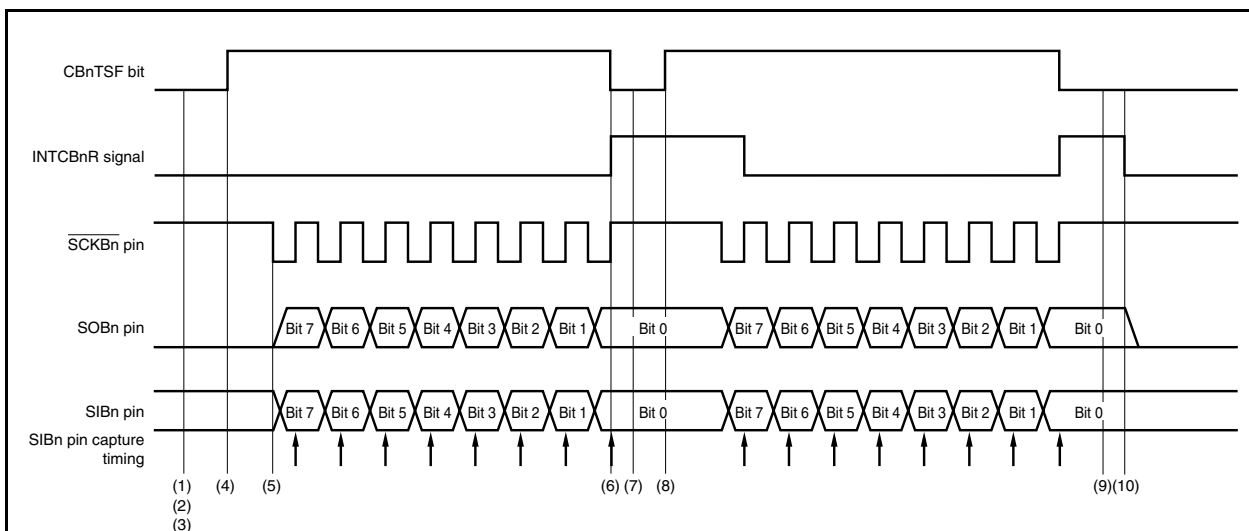 CBnTSF bit
INTCBnR signal
SCKBn pin
SOBn pin
Bit 7 Bit 6 Bit 5 Bit 4 Bit 3 Bit 2 Bit 1 Bit 0 Bit 7 Bit 6 Bit 5 Bit 4 Bit 3 Bit 2 Bit 1 Bit 0
SIBn pin
Bit 7 Bit 6 Bit 5 Bit 4 Bit 3 Bit 2 Bit 1 Bit 0 Bit 7 Bit 6 Bit 5 Bit 4 Bit 3 Bit 2 Bit 1 Bit 0
SIBn pin capture
timing
(1) (4) (5) (6) (7) (8) (9) (10)
(2)
(3)